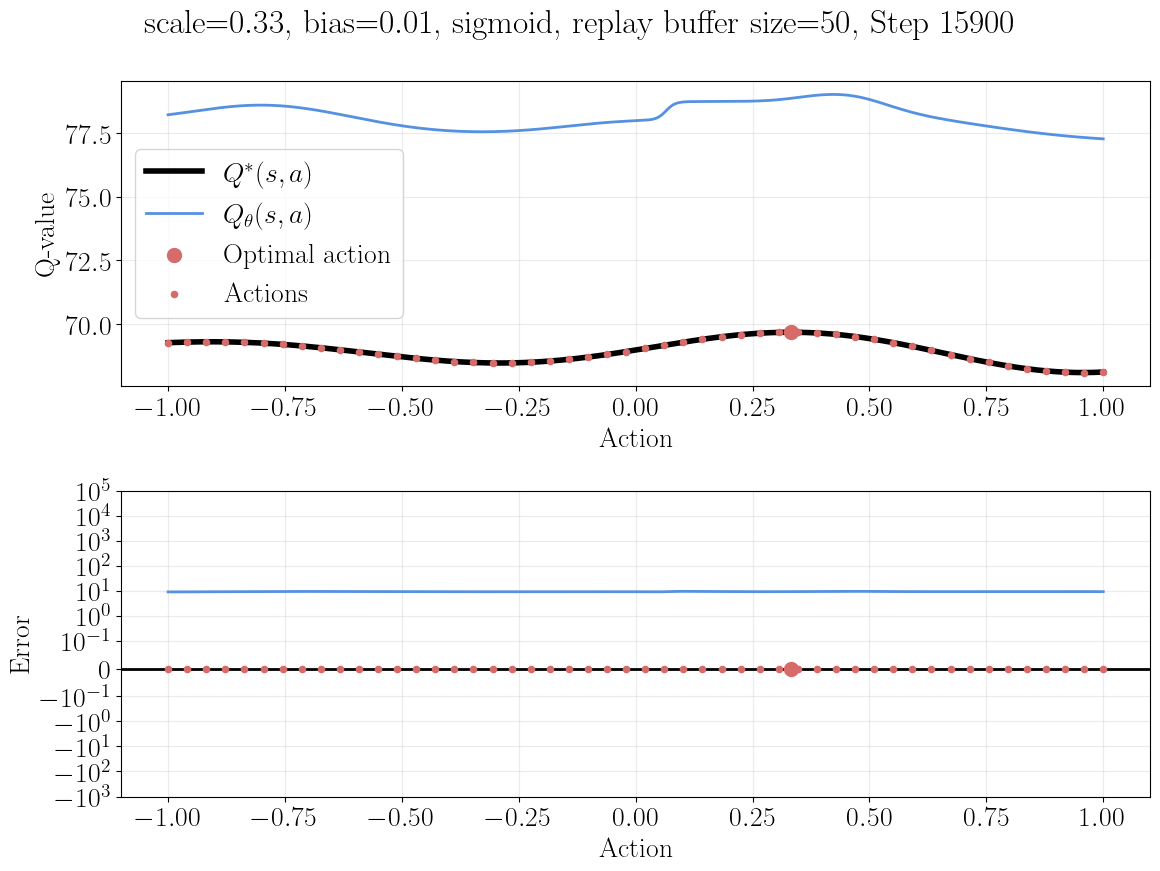 scale=0.33, bias=0.01, sigmoid, replay buffer size=50, Step 15900
77.5
75.0
72.5
70.0
Q-value
Q*(s, a)
Q_θ(s, a)
Optimal action
Actions
−1.00 −0.75 −0.50 −0.25 0.00 0.25 0.50 0.75 1.00
Action
10^5
10^4
10^3
10^2
10^1
10^0
10^−1
0
−10^−1
−10^0
−10^1
−10^2
−10^3
Error
−1.00 −0.75 −0.50 −0.25 0.00 0.25 0.50 0.75 1.00
Action